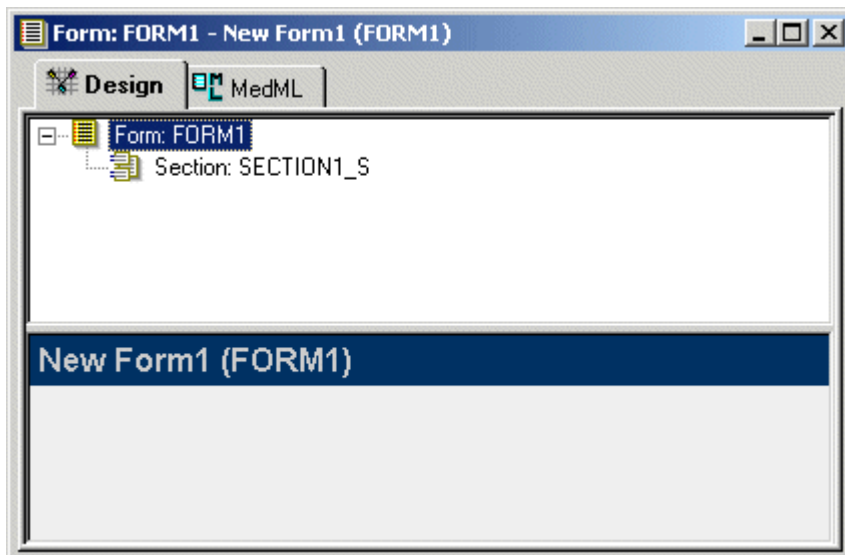 Form: FORM1 - New Form1 (FORM1)
Design MedML
Form: FORM1
Section: SECTION1_S
New Form1 (FORM1)